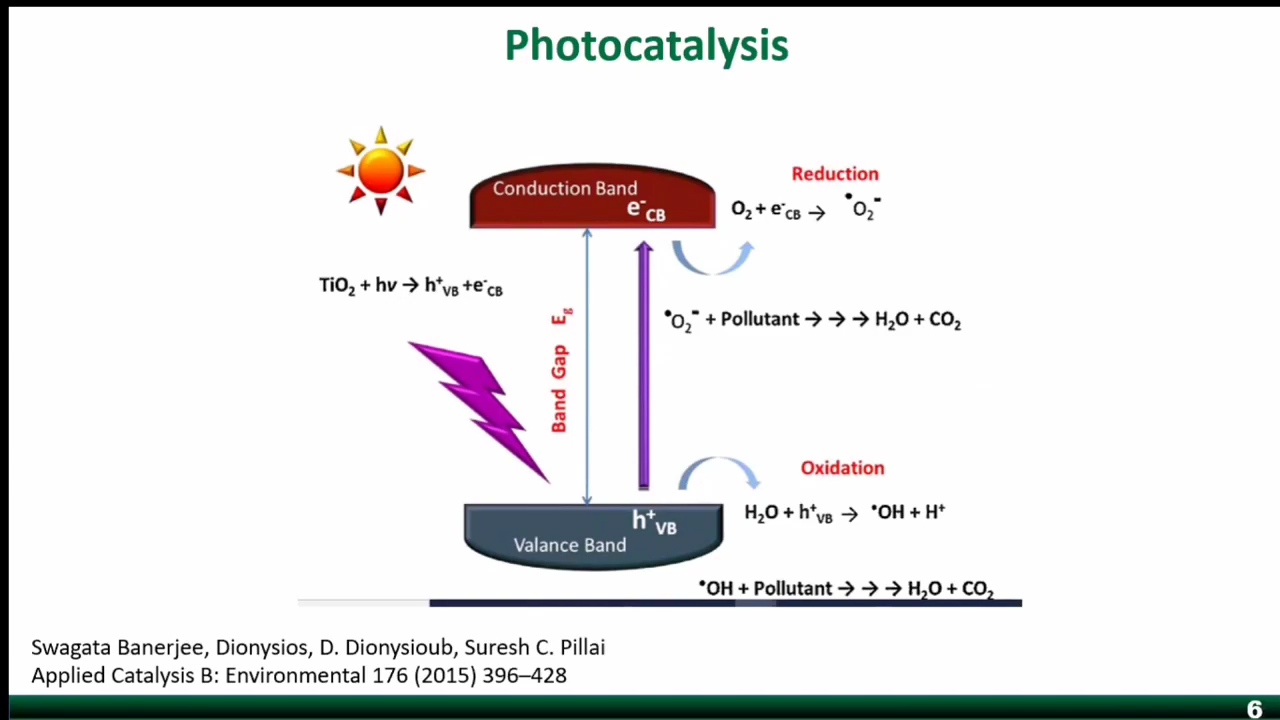 Photocatalysis
Conduction Band
e⁻CB
Reduction
O₂ + e⁻CB → •O₂⁻
TiO₂ + hν → h⁺VB +e⁻CB
Band Gap Eg
•O₂⁻ + Pollutant → → → H₂O + CO₂
Oxidation
h⁺VB
Valance Band
H₂O + h⁺VB → •OH + H⁺
•OH + Pollutant → → → H₂O + CO₂
Swagata Banerjee, Dionysios, D. Dionysioub, Suresh C. Pillai
Applied Catalysis B: Environmental 176 (2015) 396–428
6